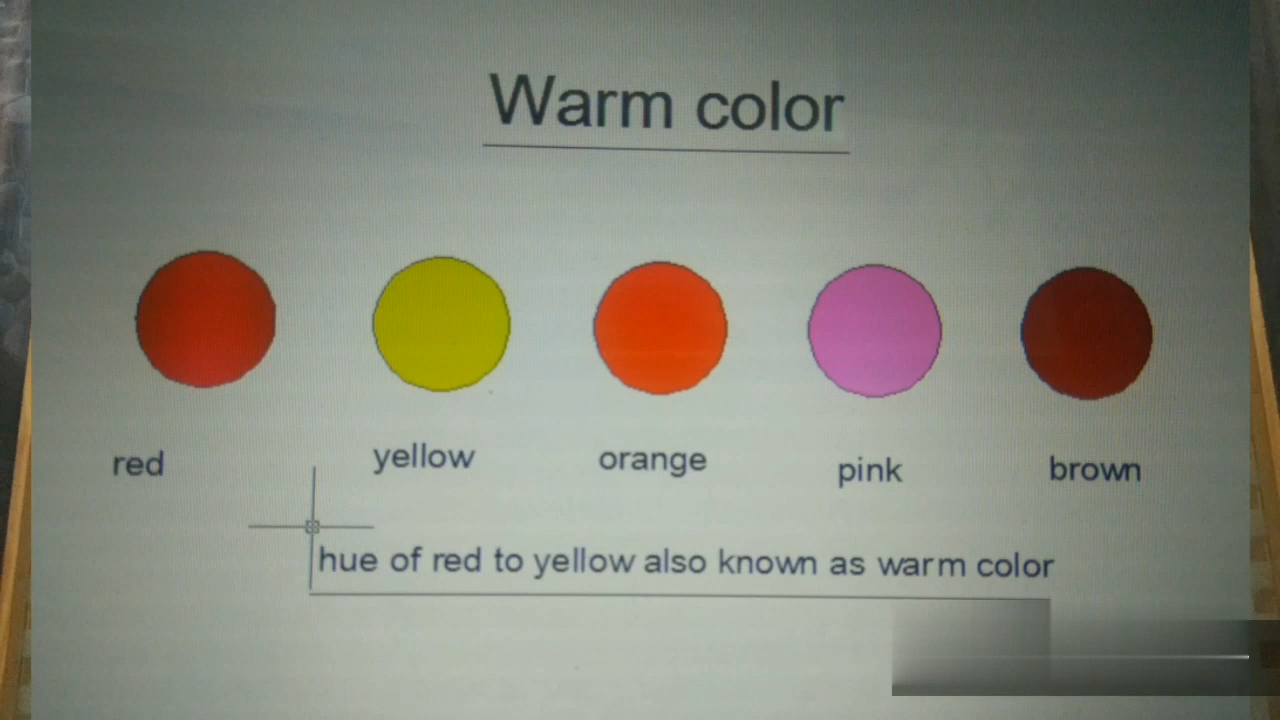 Warm color
red yellow orange pink brown
hue of red to yellow also known as warm color